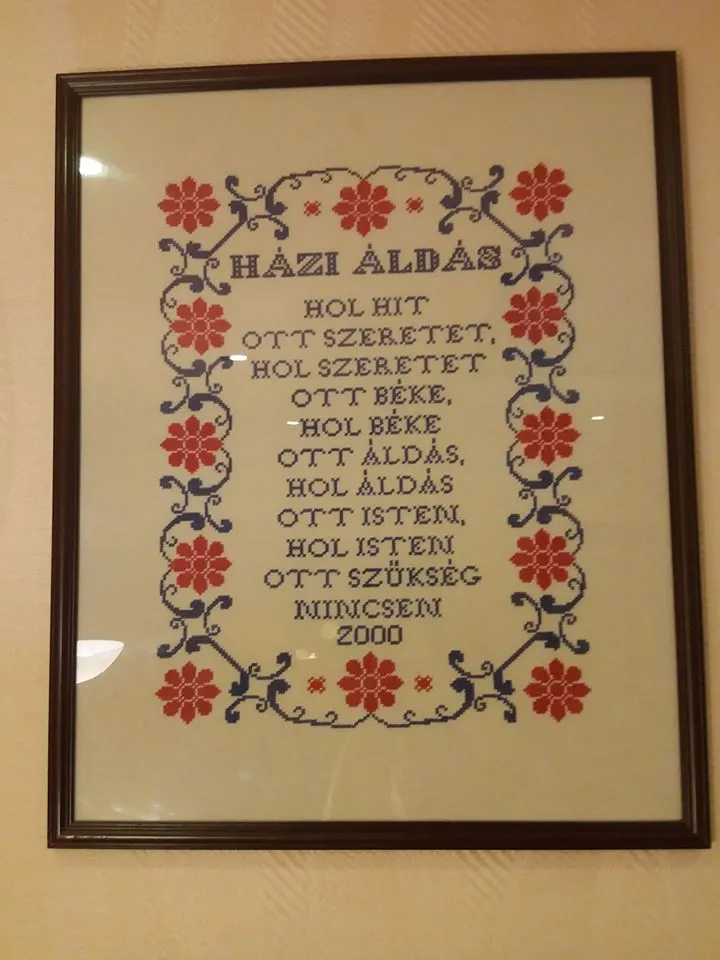 HÁZI ÁLDÁS
HOL HIT
OTT SZERETET,
HOL SZERETET
OTT BÉKE,
HOL BÉKE
OTT ÁLDÁS,
HOL ÁLDÁS
OTT ISTEN,
HOL ISTEN
OTT SZÜKSÉG
NINCSEN
2000